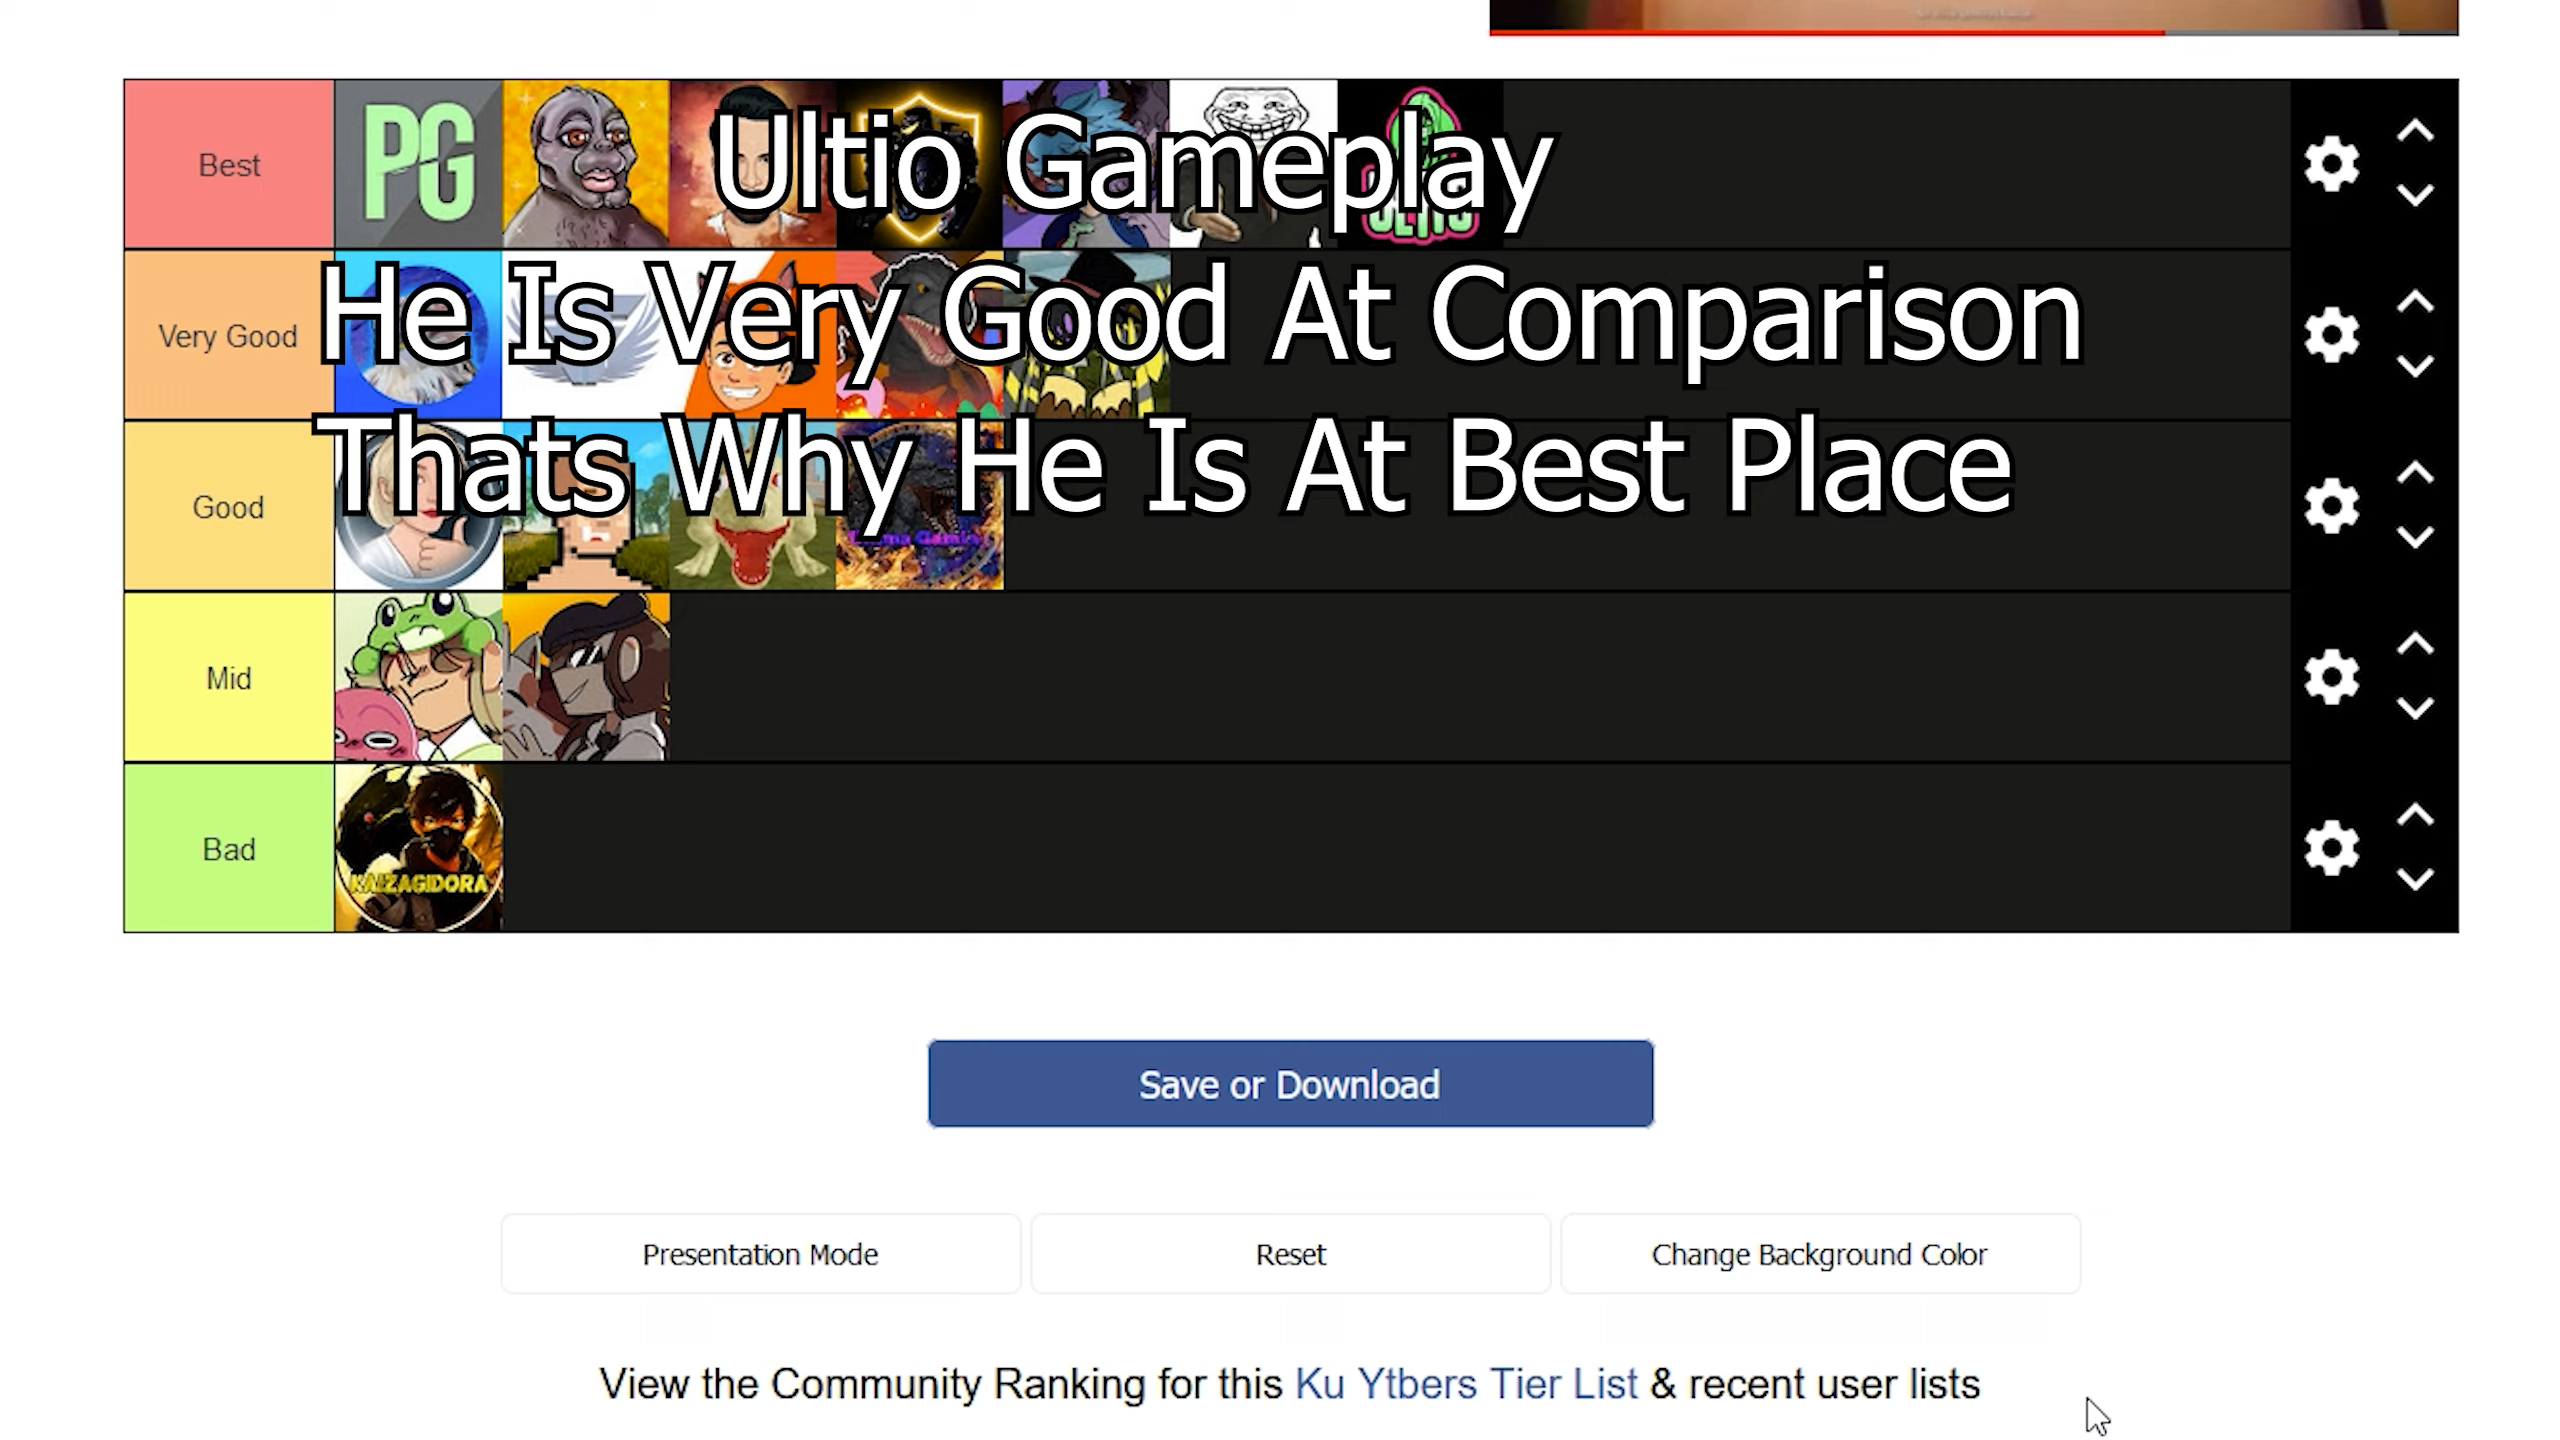 Best
PG
Ultio Gameplay
Very Good
He Is Very Good At Comparison
Good
Thats Why He Is At Best Place
Mid
Bad
KAIZAGIDORA
Save or Download
Presentation Mode
Reset
Change Background Color
View the Community Ranking for this Ku Ytbers Tier List & recent user lists